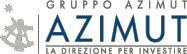 GRUPPO AZIMUT
AZIMUT
LA DIREZIONE PER INVESTIRE